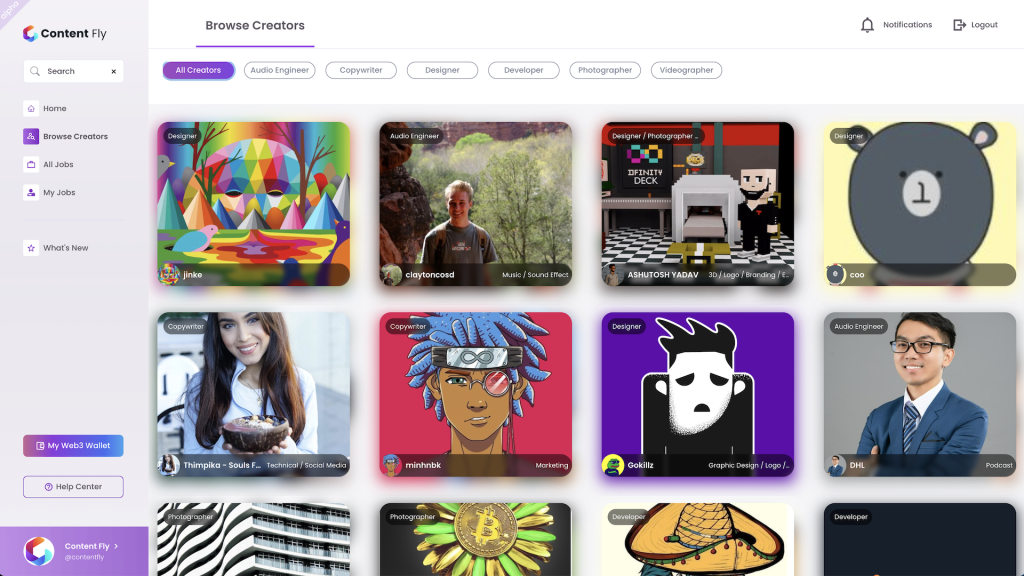 alpha
Content Fly
Search
Home
Browse Creators
All Jobs
My Jobs
What's New
My Web3 Wallet
Help Center
Content Fly
@contentfly
Browse Creators
Notifications
Logout
All Creators
Audio Engineer
Copywriter
Designer
Developer
Photographer
Videographer
Designer
jinke
Audio Engineer
claytoncosd
Music / Sound Effect
Designer / Photographer ...
DFINITY
DECK
ASHUTOSH YADAV
3D / Logo / Branding / E...
Designer
1
coo
Copywriter
Thimpika - Souls F...
Technical / Social Media
Copywriter
minhnbk
Marketing
Designer
Gokillz
Graphic Design / Logo /...
Audio Engineer
DHL
Podcast
Photographer
Photographer
Developer
Developer